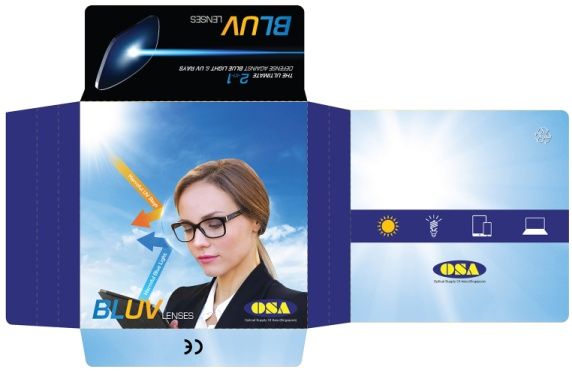 BLUV
LENSES
THE ULTIMATE
2 IN 1
DEFENSE AGAINST BLUE LIGHT & UV RAYS
Harmful UV Rays
Harmful Blue Light
BLUV LENSES
OSA
Optical Supply Of Asia (Singapore)
CE
OSA
Optical Supply Of Asia (Singapore)